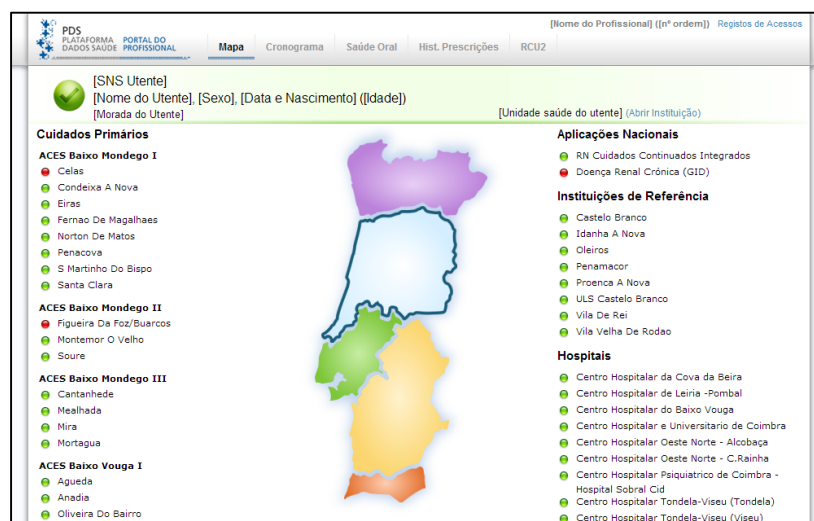 [Nome do Profissional] ([nº ordem]) Registos de Acessos
PDS
PLATAFORMA DADOS SAÚDE
PORTAL DO PROFISSIONAL
Mapa Cronograma Saúde Oral Hist. Prescrições RCU2
[SNS Utente]
[Nome do Utente], [Sexo], [Data e Nascimento] ([Idade])
[Morada do Utente]
[Unidade saúde do utente] (Abrir Instituição)
Cuidados Primários
ACES Baixo Mondego I
Celas
Condeixa A Nova
Eiras
Fernao De Magalhaes
Norton De Matos
Penacova
S Martinho Do Bispo
Santa Clara
ACES Baixo Mondego II
Figueira Da Foz/Buarcos
Montemor O Velho
Soure
ACES Baixo Mondego III
Cantanhede
Mealhada
Mira
Mortagua
ACES Baixo Vouga I
Agueda
Anadia
Oliveira Do Bairro
Aplicações Nacionais
RN Cuidados Continuados Integrados
Doença Renal Crónica (GID)
Instituições de Referência
Castelo Branco
Idanha A Nova
Oleiros
Penamacor
Proenca A Nova
ULS Castelo Branco
Vila De Rei
Vila Velha De Rodao
Hospitais
Centro Hospitalar da Cova da Beira
Centro Hospitalar de Leiria -Pombal
Centro Hospitalar do Baixo Vouga
Centro Hospitalar e Universitario de Coimbra
Centro Hospitalar Oeste Norte - Alcobaça
Centro Hospitalar Oeste Norte - C.Rainha
Centro Hospitalar Psiquiatrico de Coimbra -
Hospital Sobral Cid
Centro Hospitalar Tondela-Viseu (Tondela)
Centro Hospitalar Tondela-Viseu (Viseu)